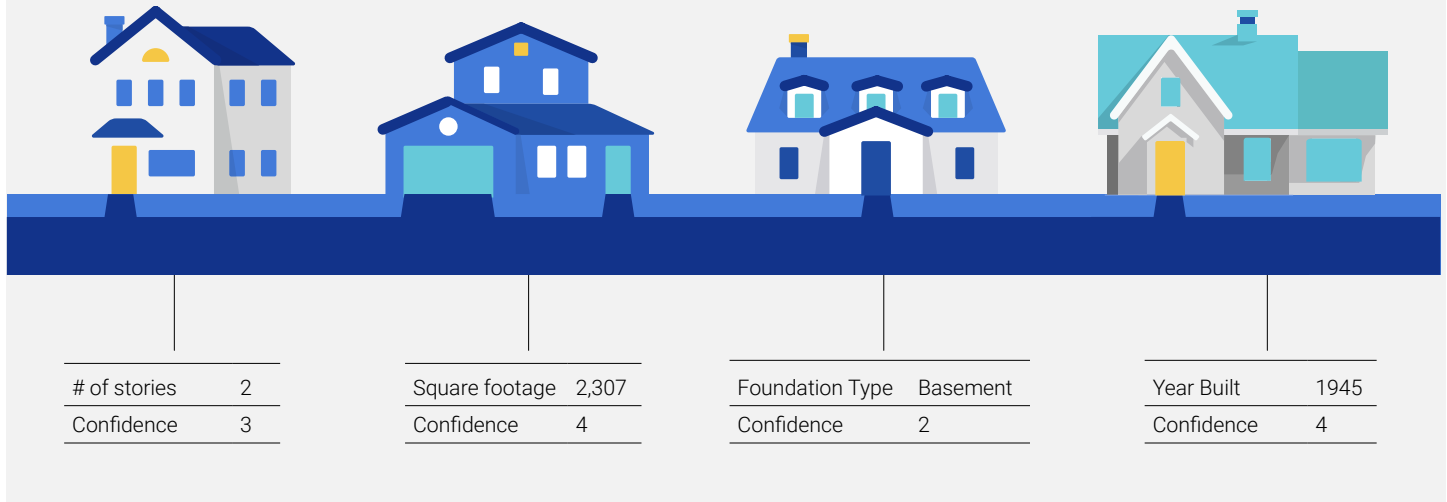 # of stories 2
Confidence 3
Square footage 2,307
Confidence 4
Foundation Type Basement
Confidence 2
Year Built 1945
Confidence 4